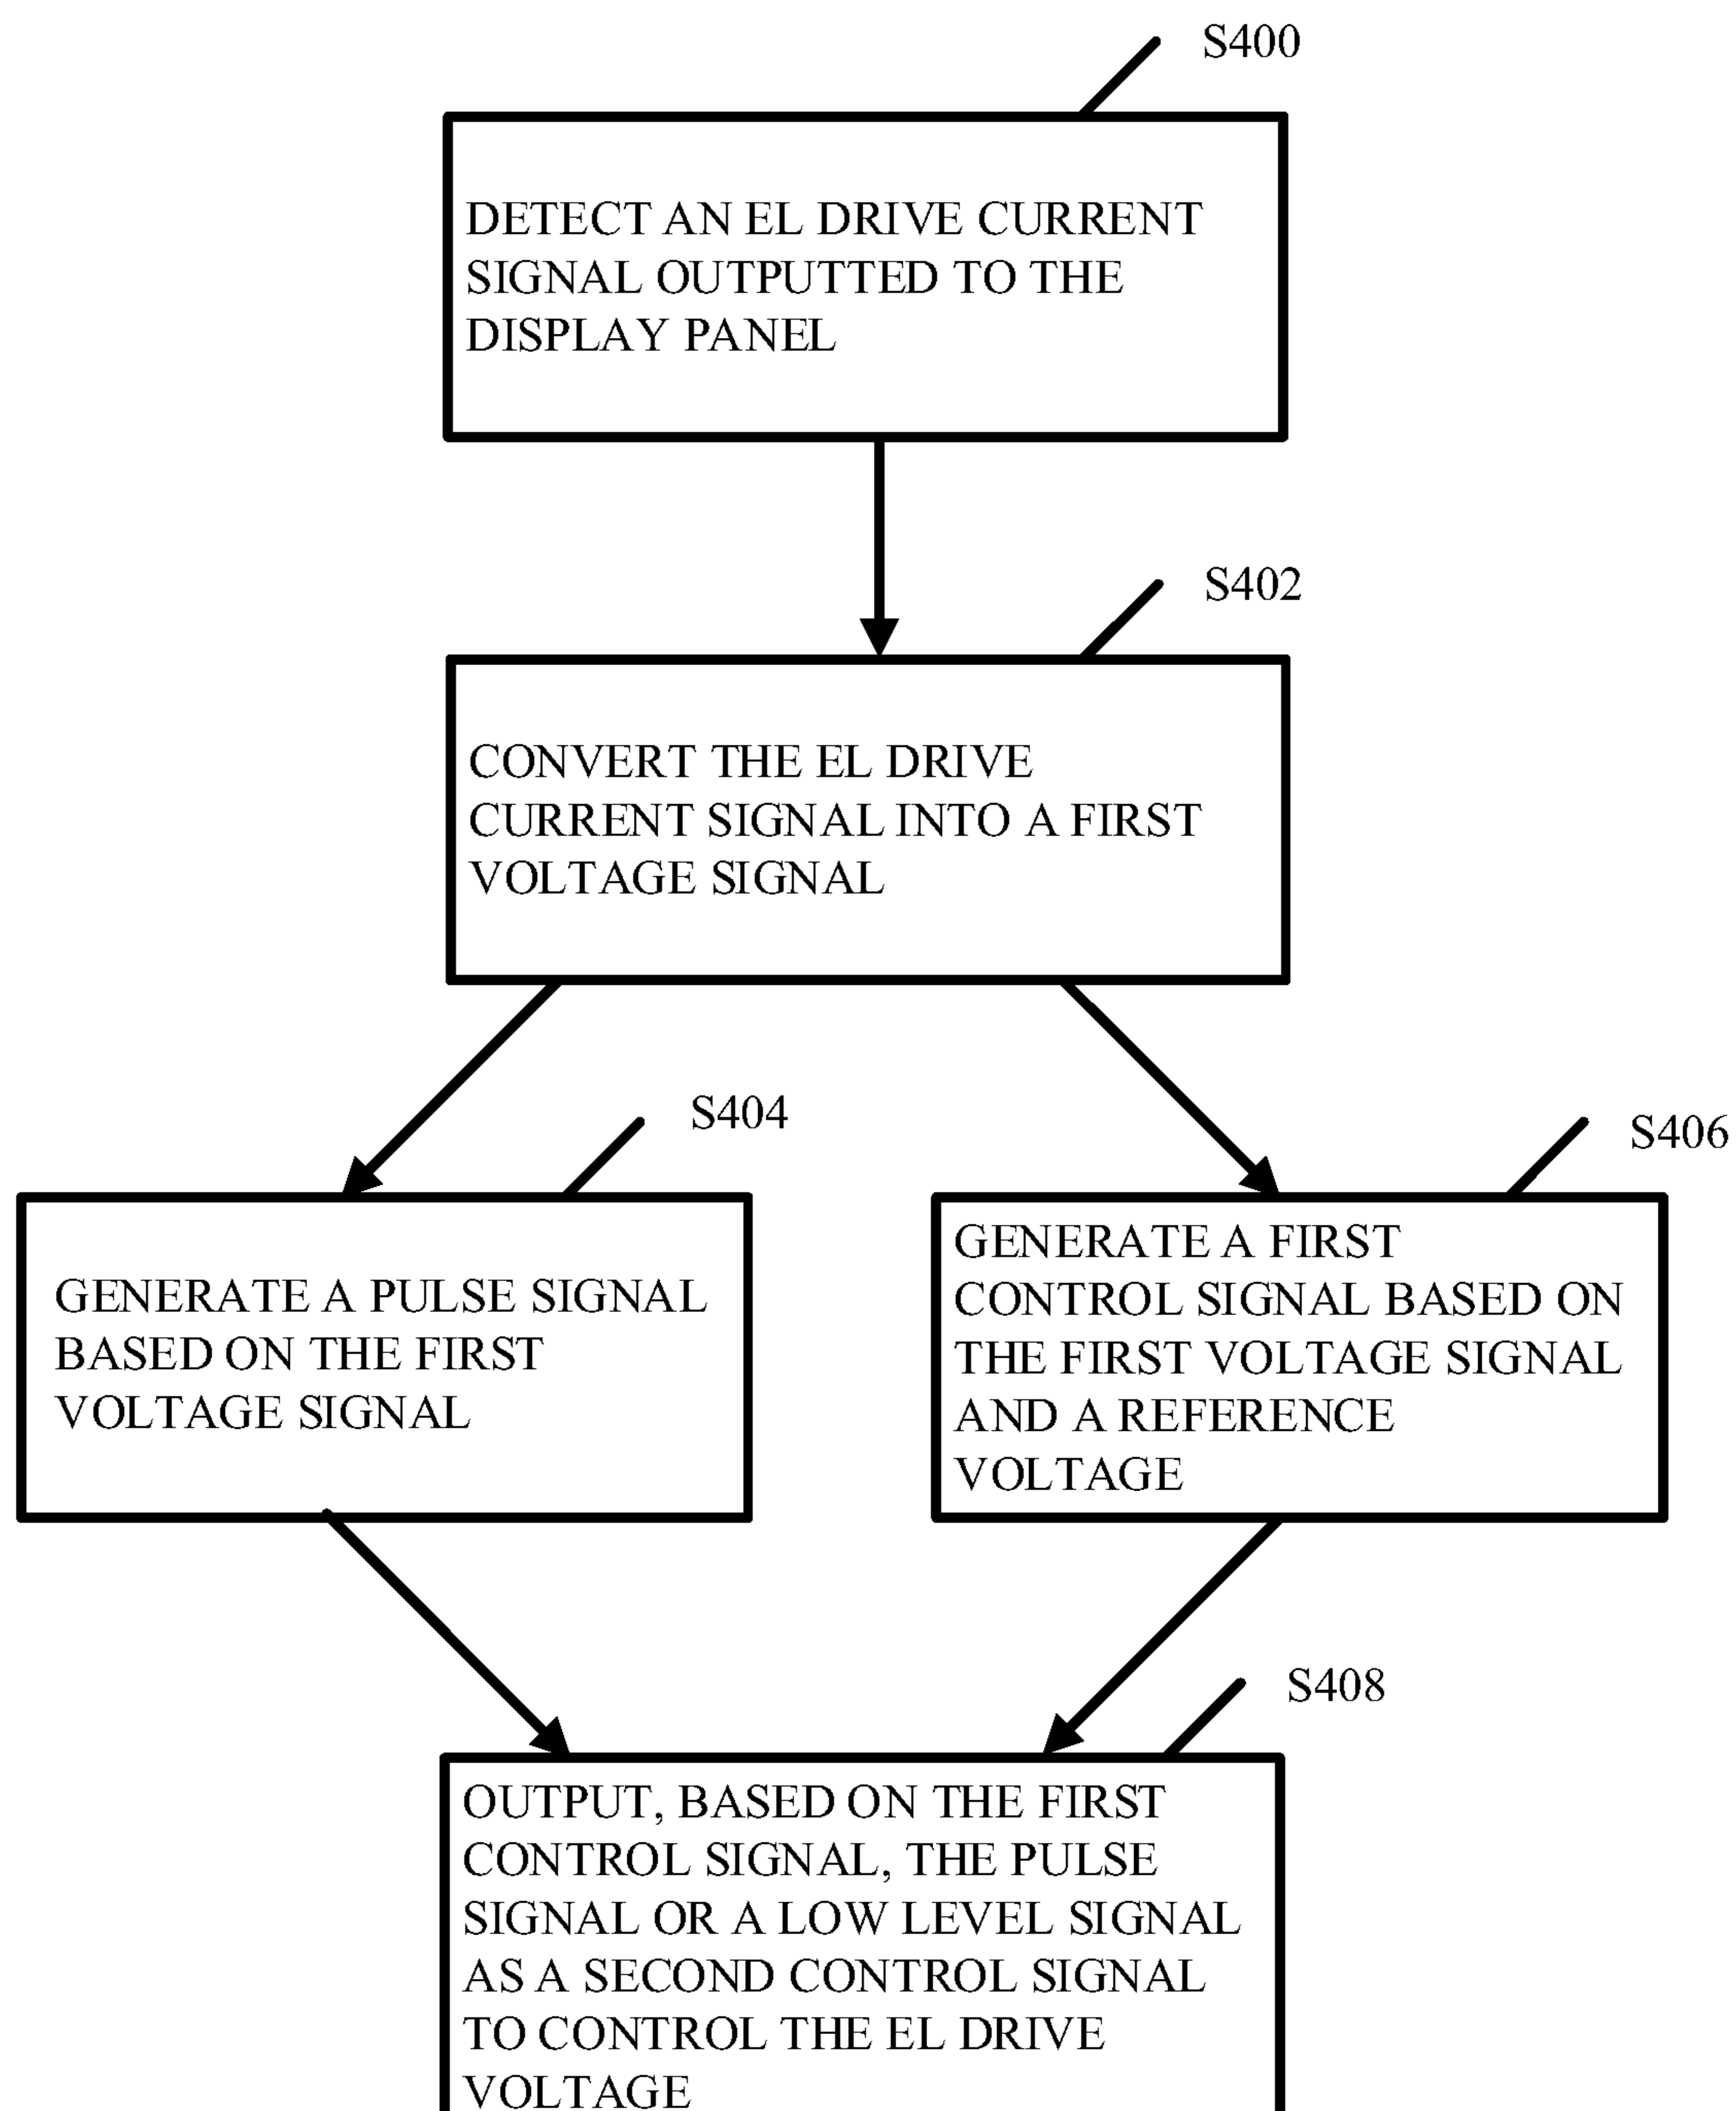 S400
DETECT AN EL DRIVE CURRENT
SIGNAL OUTPUTTED TO THE
DISPLAY PANEL
S402
CONVERT THE EL DRIVE
CURRENT SIGNAL INTO A FIRST
VOLTAGE SIGNAL
S404
GENERATE A PULSE SIGNAL
BASED ON THE FIRST
VOLTAGE SIGNAL
S406
GENERATE A FIRST
CONTROL SIGNAL BASED ON
THE FIRST VOLTAGE SIGNAL
AND A REFERENCE
VOLTAGE
S408
OUTPUT, BASED ON THE FIRST
CONTROL SIGNAL, THE PULSE
SIGNAL OR A LOW LEVEL SIGNAL
AS A SECOND CONTROL SIGNAL
TO CONTROL THE EL DRIVE
VOLTAGE